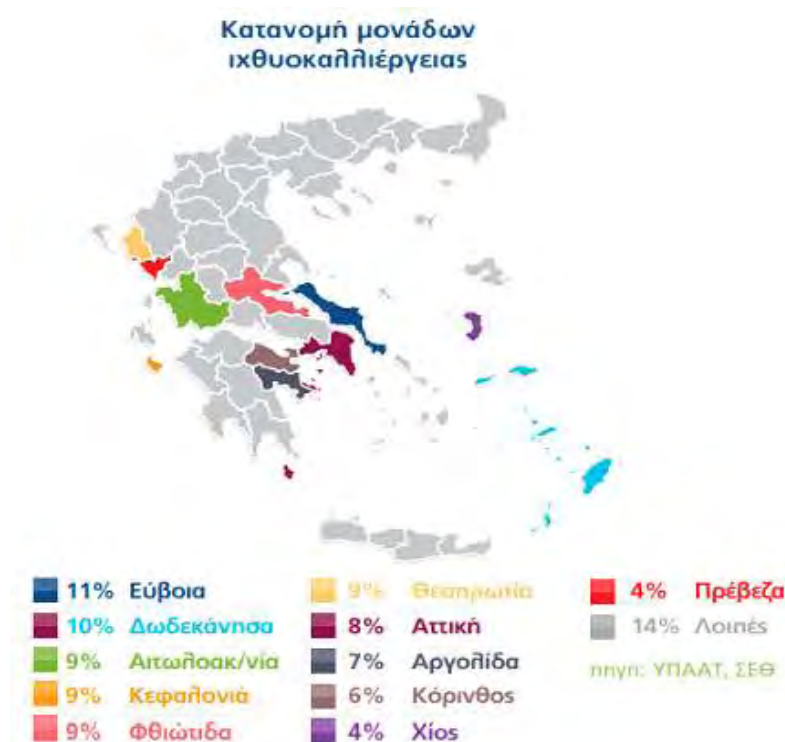 Κατανομή μονάδων
ιχθυοκαλλιέργειας
11% Εύβοια
10% Δωδεκάνησα
9% Αιτωλοακ/νία
9% Κεφαλονιά
9% Φθιώτιδα
9% Θεσπρωτία
8% Αττική
7% Αργολίδα
6% Κόρινθος
4% Χίος
4% Πρέβεζα
14% Λοιπές
πηγη: ΥΠΑΑΤ, ΣΕΘ